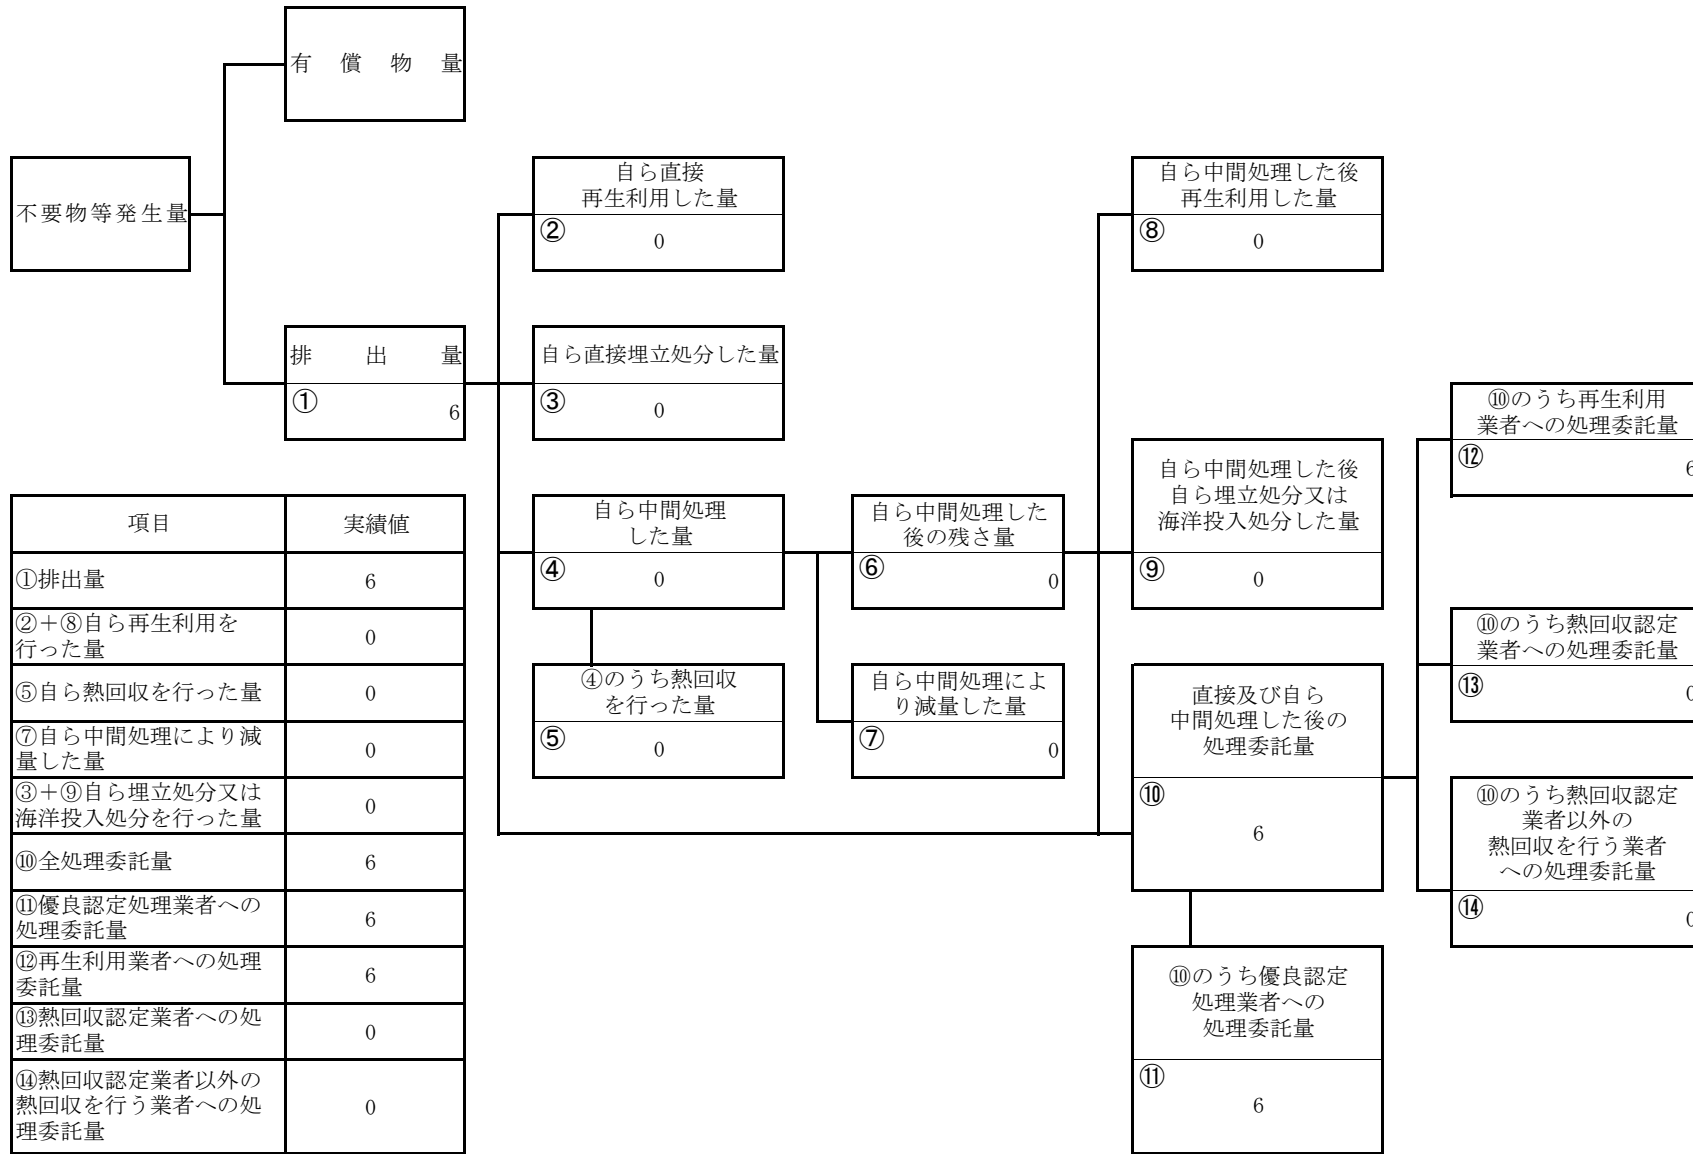 有償物量
不要物等発生量
排出量
①
6
自ら直接
再生利用した量
②
0
自ら直接埋立処分した量
③
0
自ら中間処理
した量
④
0
④のうち熱回収
を行った量
⑤
0
自ら中間処理した
後の残さ量
⑥
0
自ら中間処理によ
り減量した量
⑦
0
自ら中間処理した後
再生利用した量
⑧
0
自ら中間処理した後
自ら埋立処分又は
海洋投入処分した量
⑨
0
直接及び自ら
中間処理した後の
処理委託量
⑩
6
⑩のうち優良認定
処理業者への
処理委託量
⑪
6
⑩のうち再生利用
業者への処理委託量
⑫
6
⑩のうち熱回収認定
業者への処理委託量
⑬
0
⑩のうち熱回収認定
業者以外の
熱回収を行う業者
への処理委託量
⑭
0
項目 実績値
①排出量 6
②＋⑧自ら再生利用を
行った量 0
⑤自ら熱回収を行った量 0
⑦自ら中間処理により減
量した量 0
③＋⑨自ら埋立処分又は
海洋投入処分を行った量 0
⑩全処理委託量 6
⑪優良認定処理業者への
処理委託量 6
⑫再生利用業者への処理
委託量 6
⑬熱回収認定業者への処
理委託量 0
⑭熱回収認定業者以外の
熱回収を行う業者への処
理委託量 0